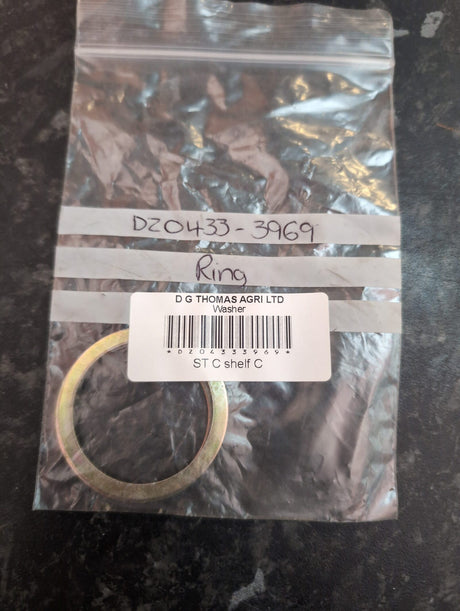 DZ0433-3969
Ring
D G THOMAS AGRI LTD
Washer
*DZ04333969*
ST C shelf C